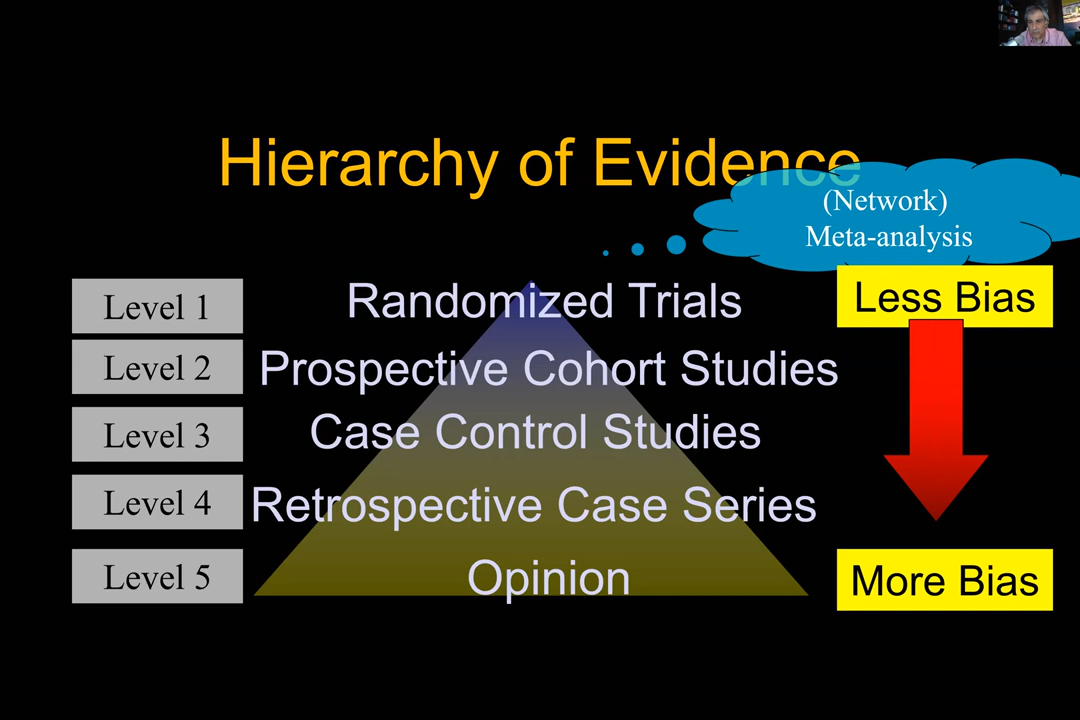 Hierarchy of Evidence
(Network)
Meta-analysis
Level 1
Randomized Trials
Less Bias
Level 2
Prospective Cohort Studies
Level 3
Case Control Studies
Level 4
Retrospective Case Series
Level 5
Opinion
More Bias